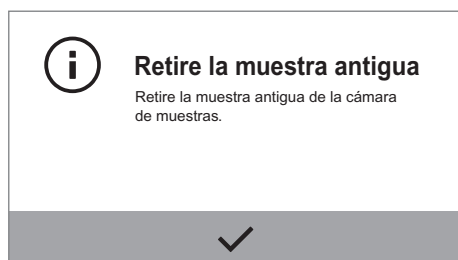 Retire la muestra antigua
Retire la muestra antigua de la cámara
de muestras.